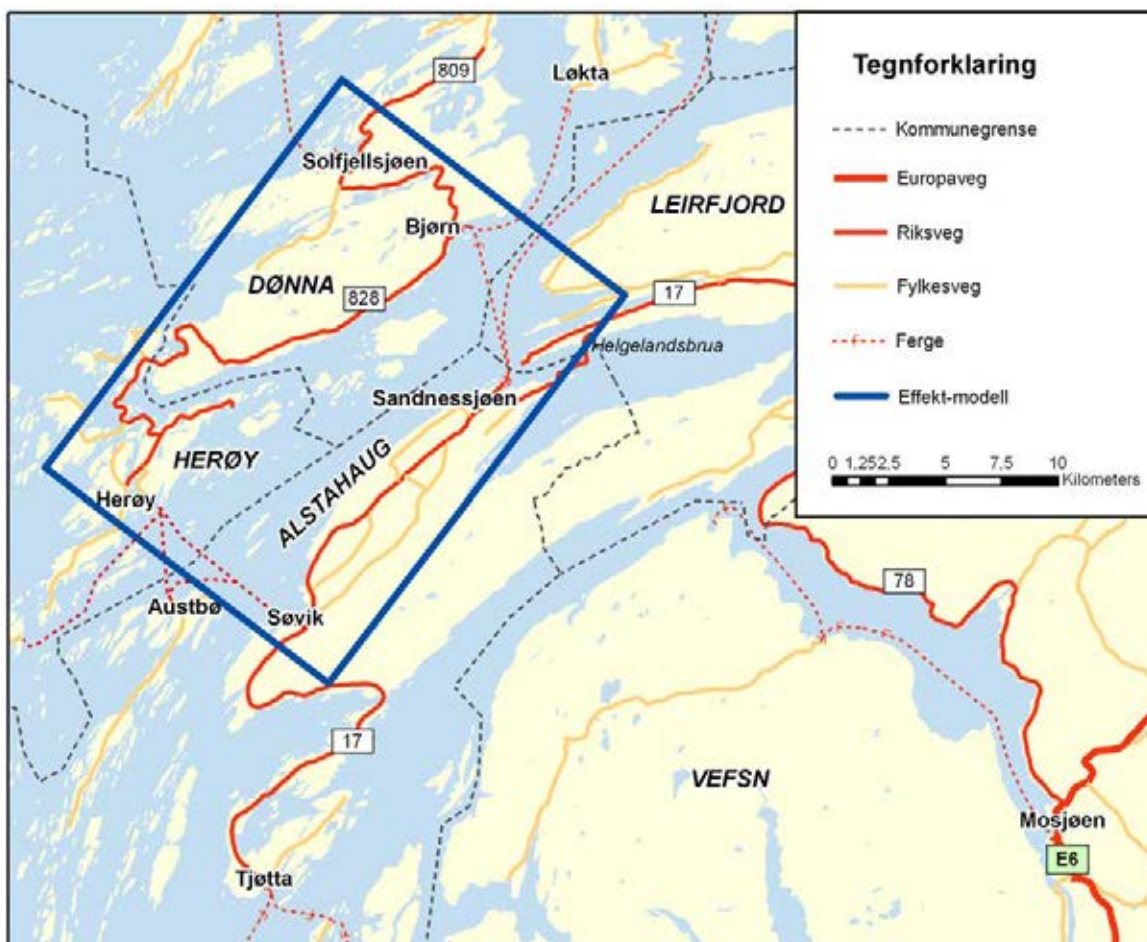 Tegnforklaring
Kommunegrense
Europaveg
Riksveg
Fylkesveg
Ferge
Effekt-modell
0 1,252,5 5 7,5 10
Kilometers
809
Løkta
Solfjellsjøen
LEIRFJORD
Bjørn
DØNNA
828
17
Helgelandsbrua
Sandnessjøen
HERØY
ALSTAHAUG
Herøy
78
Austbø
Søvik
17
VEFSN
Mosjøen
E6
Tjøtta